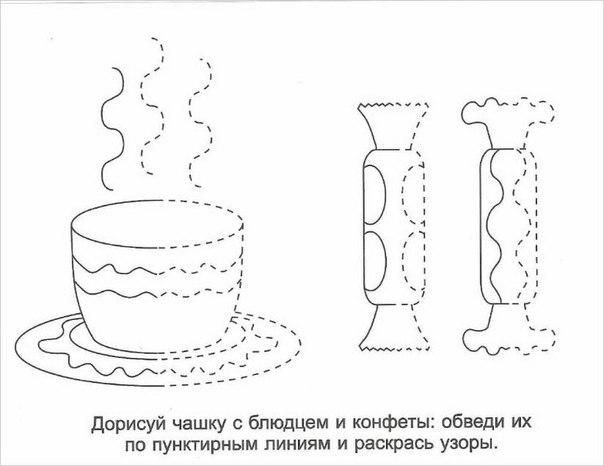 Дорисуй чашку с блюдцем и конфеты: обведи их
по пунктирным линиям и раскрась узоры.